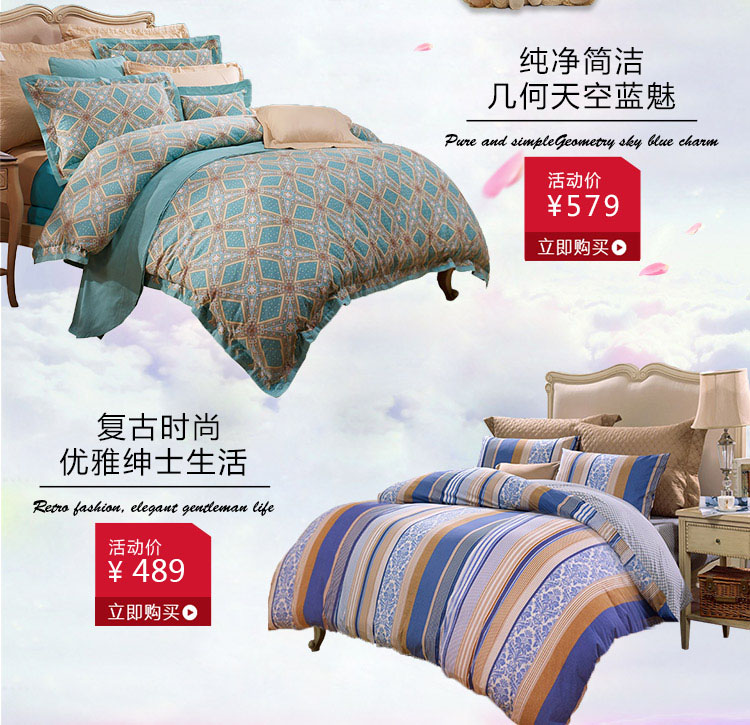 纯净简洁
几何天空蓝魅
Pure and simpleGeometry sky blue charm
活动价
¥579
立即购买
复古时尚
优雅绅士生活
Retro fashion, elegant gentleman life
活动价
¥ 489
立即购买